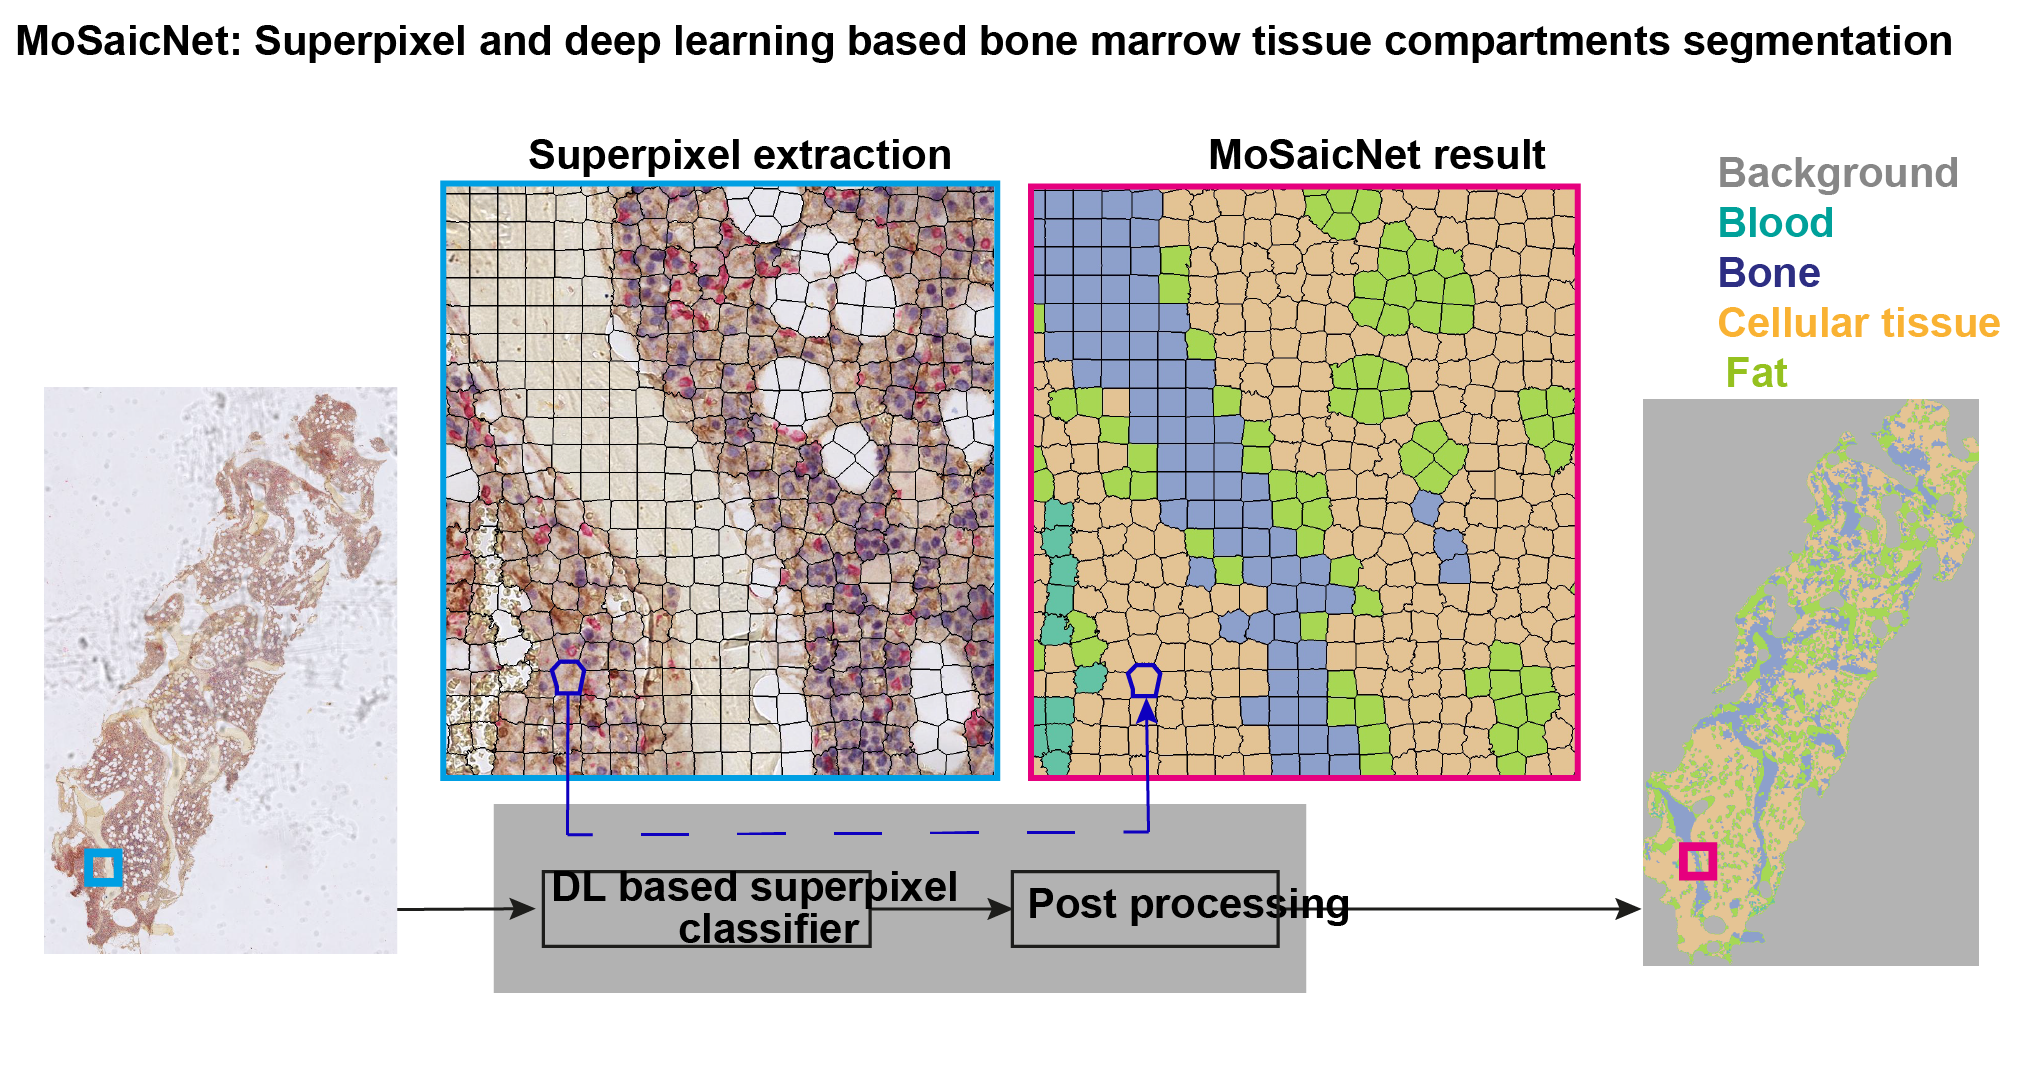 MoSaicNet: Superpixel and deep learning based bone marrow tissue compartments segmentation
Superpixel extraction
MoSaicNet result
Background
Blood
Bone
Cellular tissue
Fat
DL based superpixel
classifier
Post processing